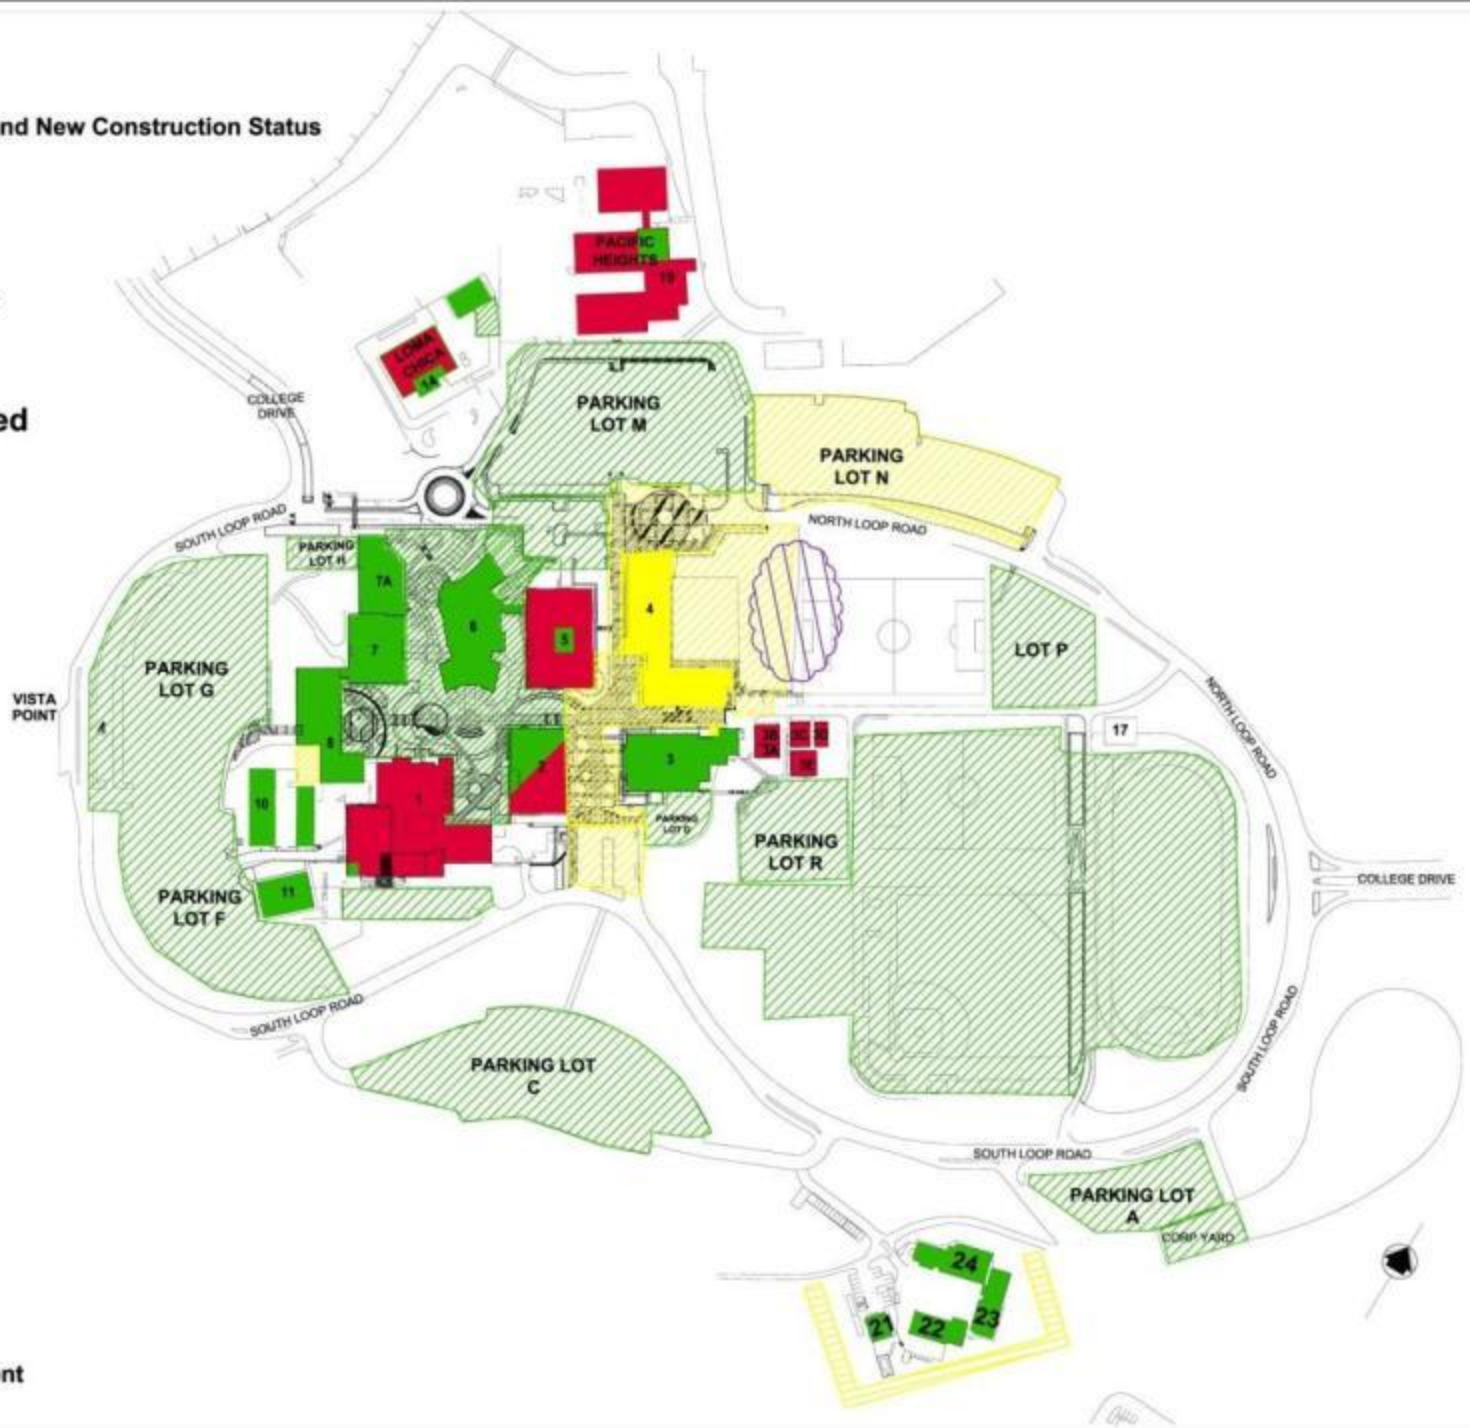 nd New Construction Status
PACIFIC
HEIGHTS
19
LOMA
CHICA
14
ed
COLLEGE
DRIVE
PARKING
LOT M
PARKING
LOT N
SOUTH LOOP ROAD
NORTH LOOP ROAD
PARKING
LOT H
7A
4
6
5
7
PARKING
LOT G
LOT P
VISTA
POINT
NORTH LOOP ROAD
17
8
2
3
3B
3A
1
10
PARKING
LOT D
PARKING
LOT R
11
PARKING
LOT F
COLLEGE DRIVE
SOUTH LOOP ROAD
SOUTH LOOP ROAD
PARKING LOT
C
SOUTH LOOP ROAD
PARKING LOT
A
CORP YARD
24
23
21
22
nt